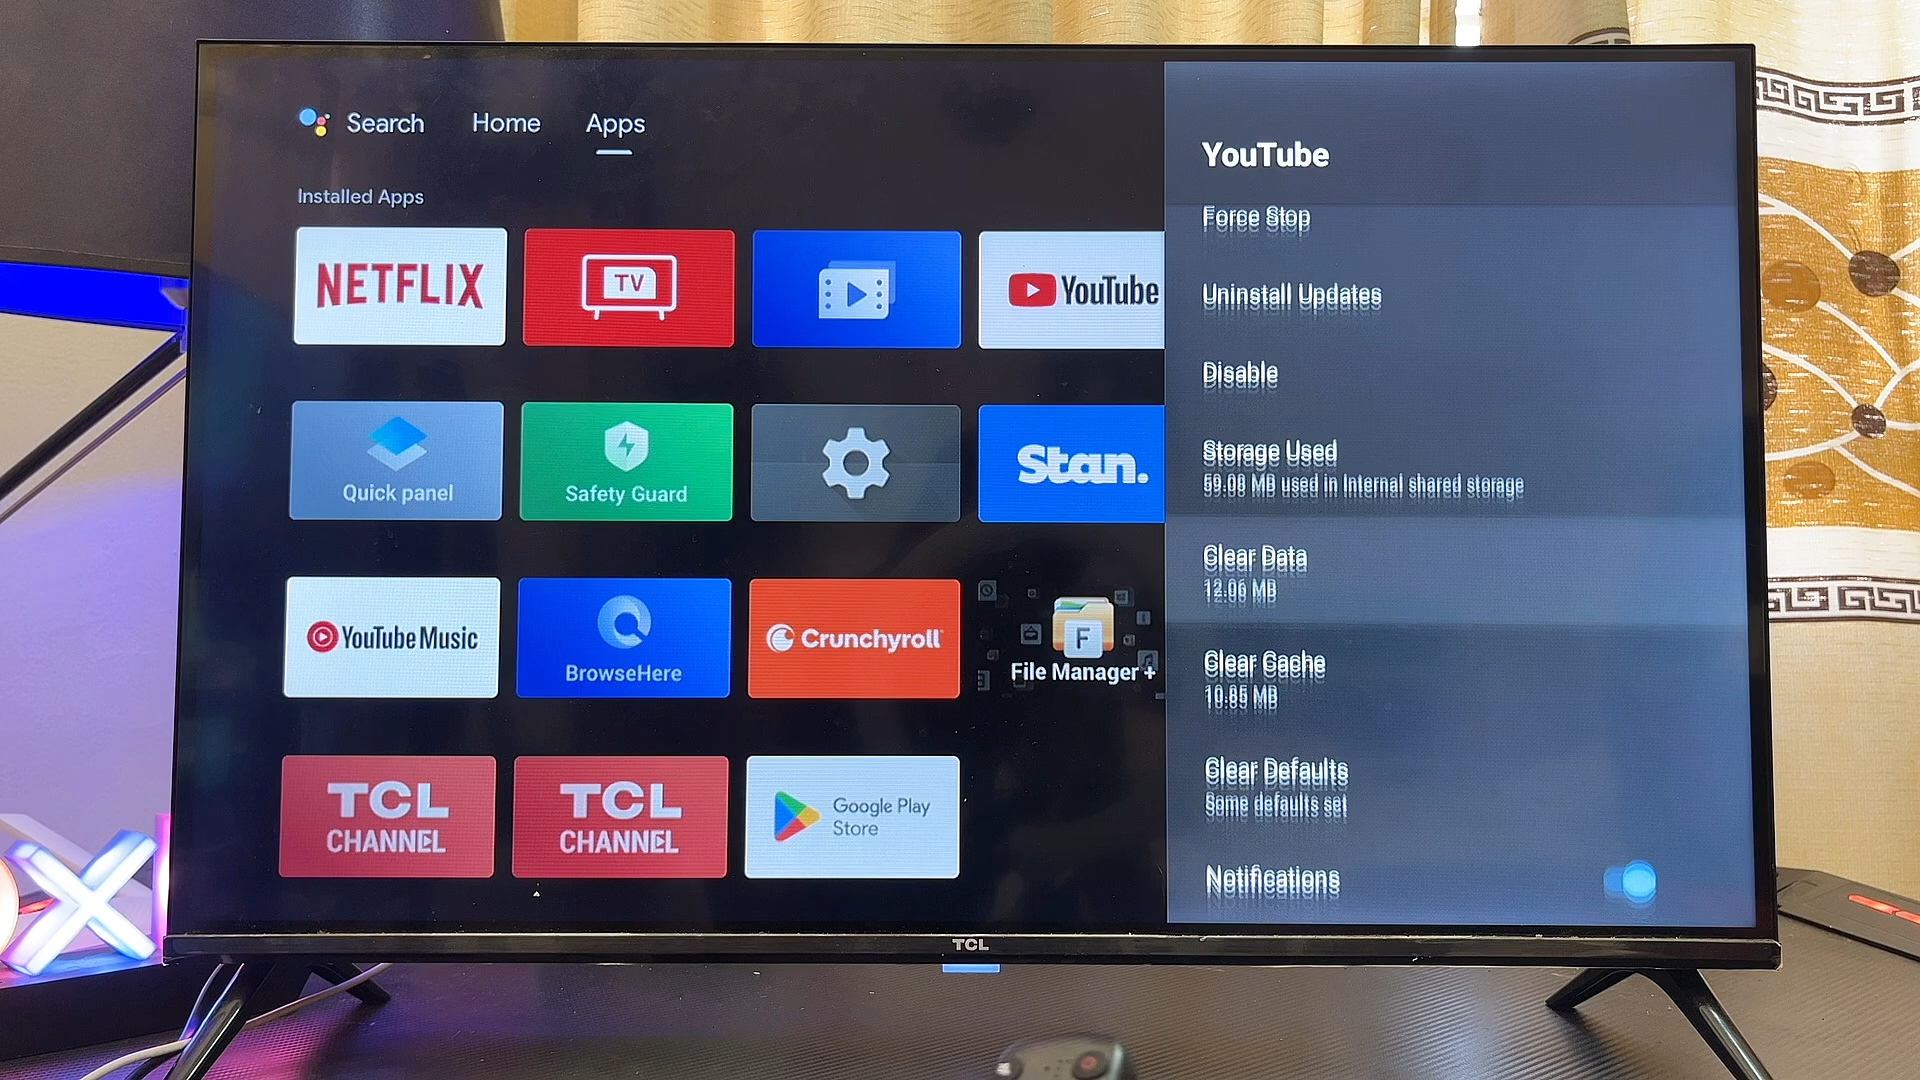 Search Home Apps
Installed Apps
NETFLIX
TV
YouTube
Quick panel
Safety Guard
Stan.
YouTube Music
BrowseHere
Crunchyroll
F
File Manager +
TCL
CHANNEL
TCL
CHANNEL
Google Play
Store
YouTube
Force Stop
Uninstall Updates
Disable
Storage Used
59.08 MB used in Internal shared storage
Clear Data
12.06 MB
Clear Cache
10.85 MB
Clear Defaults
Some defaults set
Notifications
TCL
X